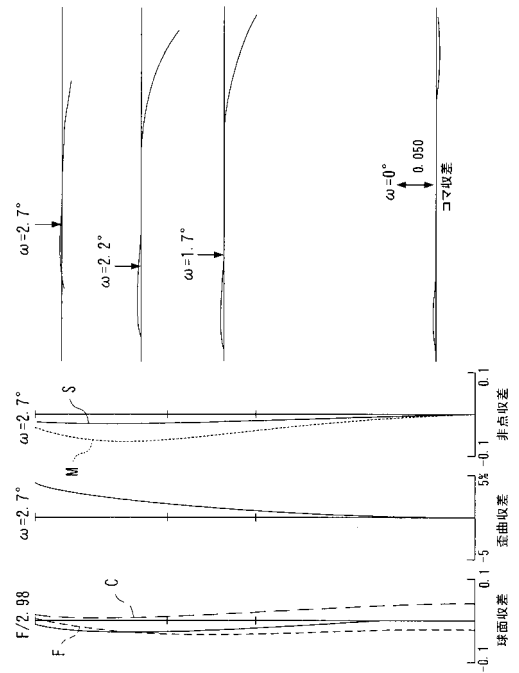 ω=2.7°
ω=2.2°
ω=1.7°
ω=0°
0.050
コマ収差
F/2.98
F
C
-0.1
0.1
球面収差
ω=2.7°
-5
5%
歪曲収差
ω=2.7°
M
S
-0.1
0.1
非点収差